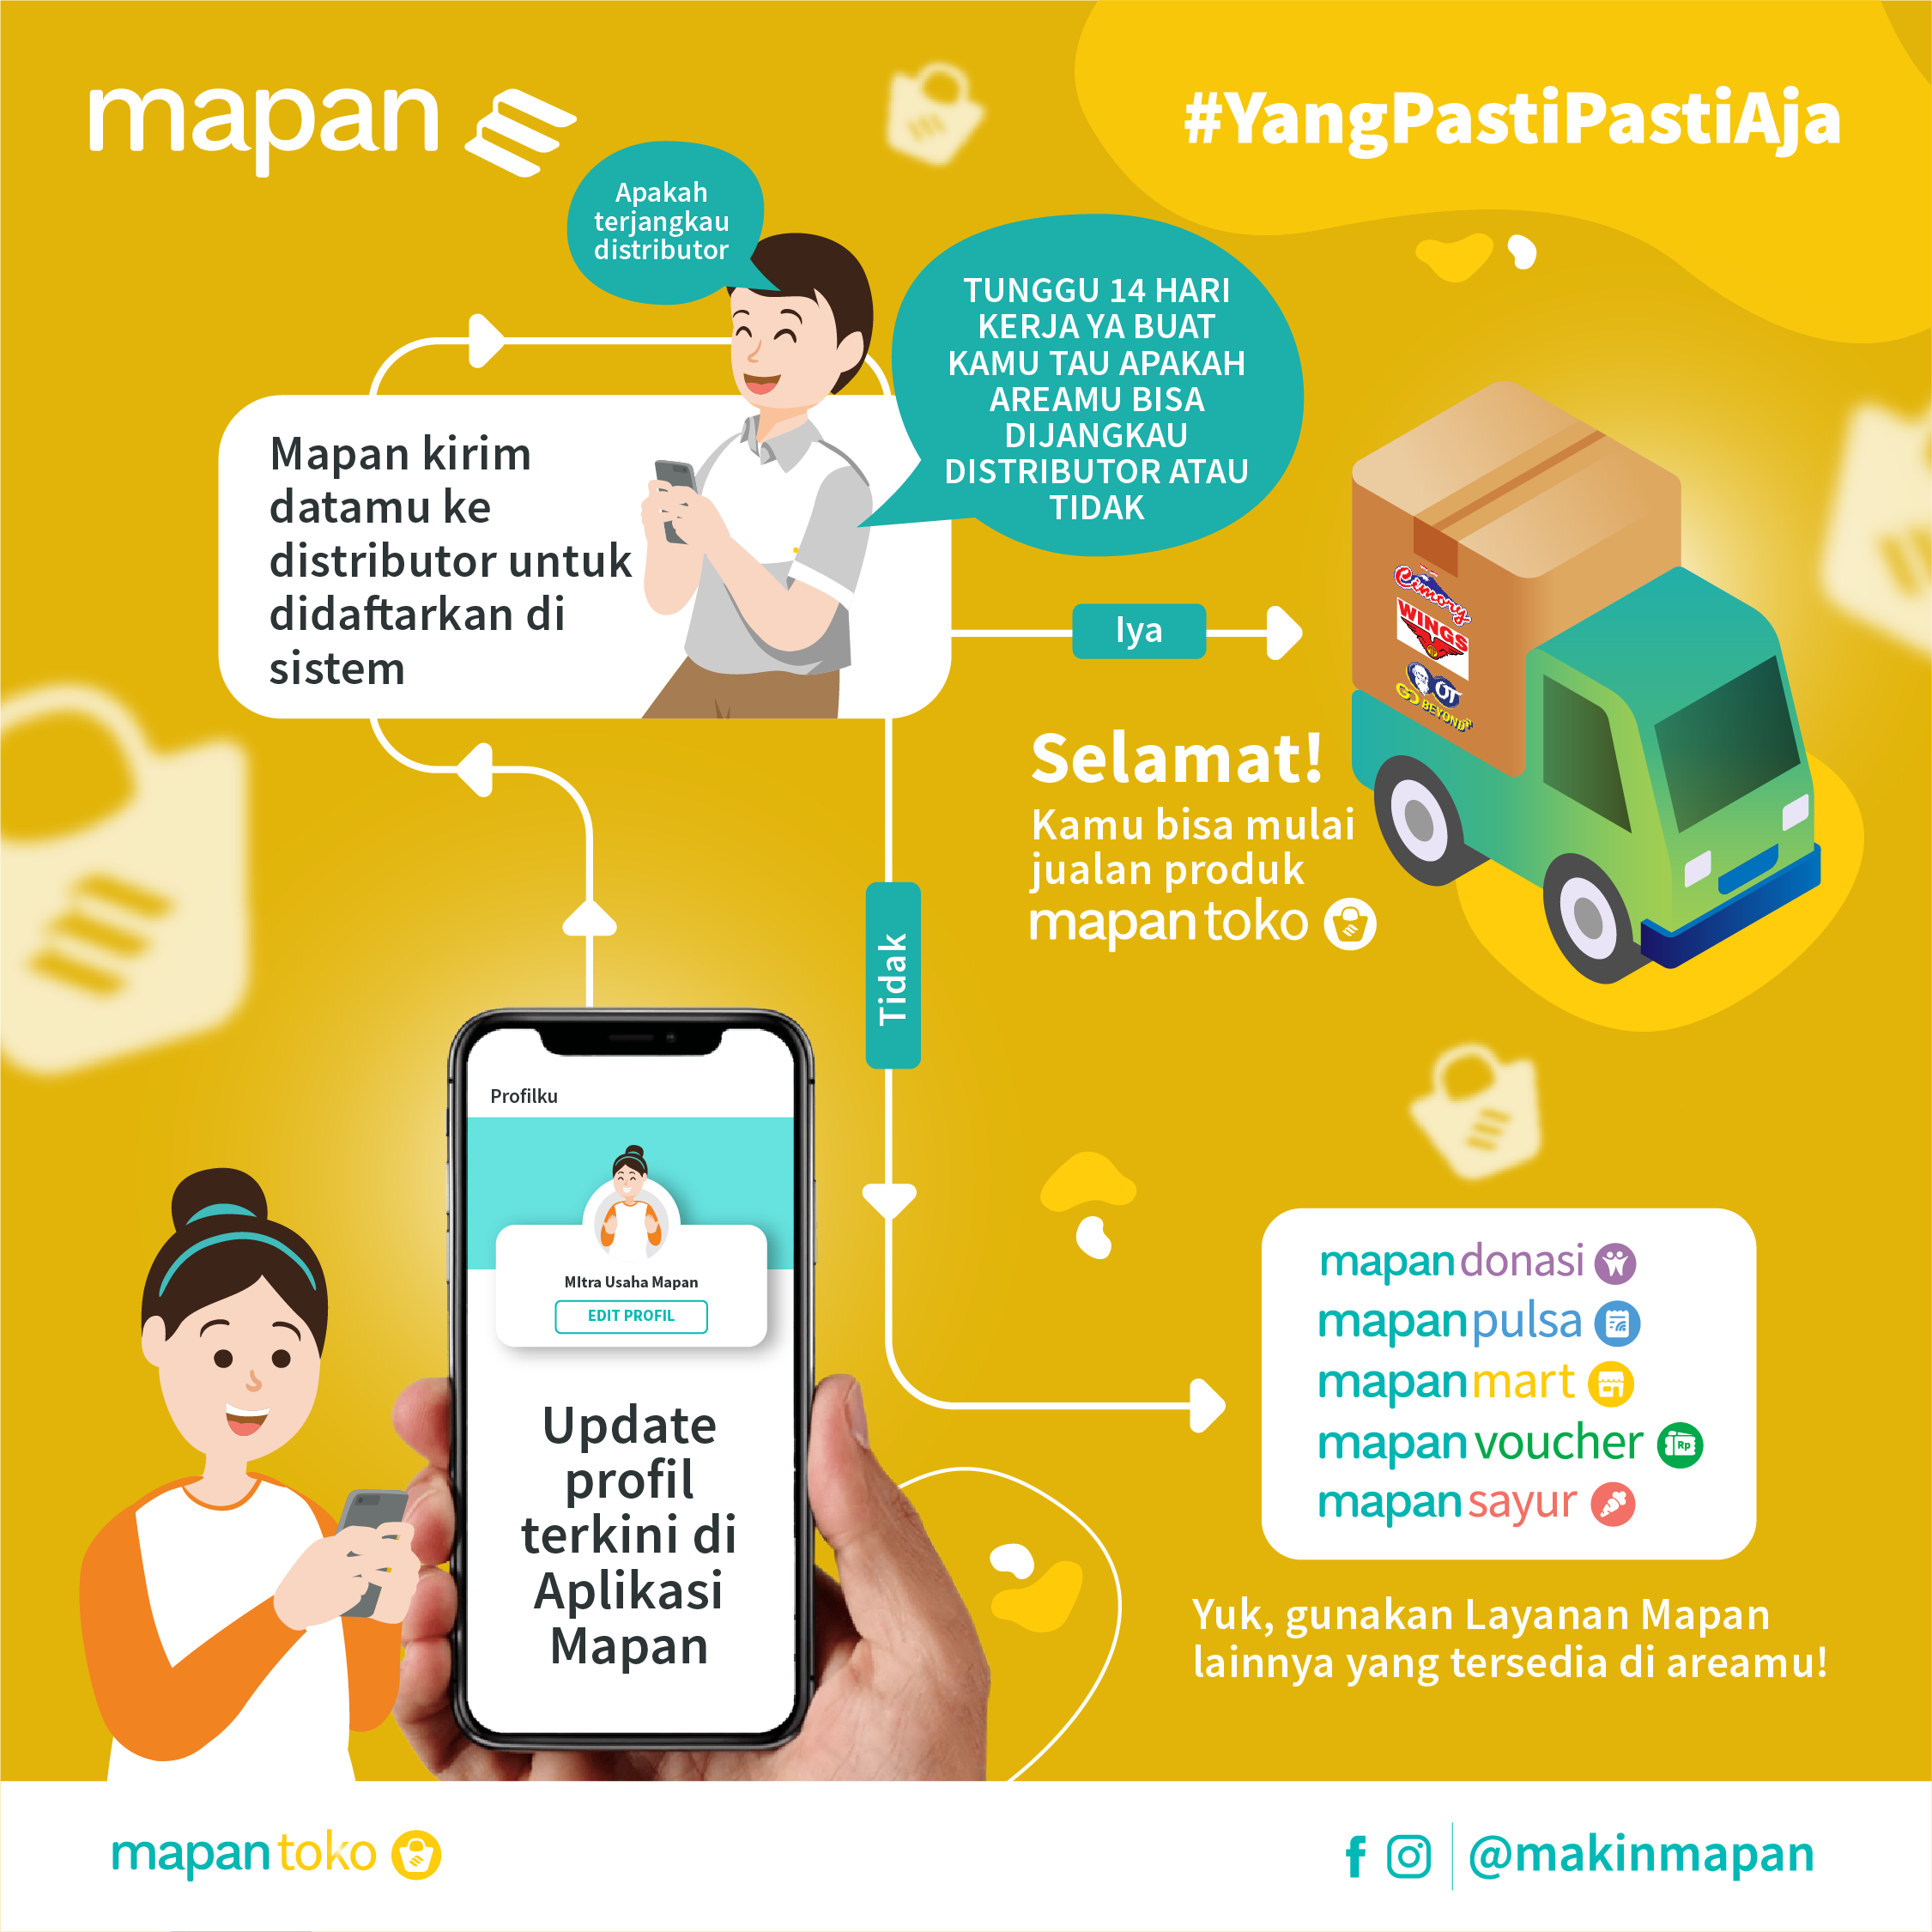 mapan
#YangPastiPastiAja
Apakah
terjangkau
distributor
TUNGGU 14 HARI
KERJA YA BUAT
KAMU TAU APAKAH
AREAMU BISA
DIJANGKAU
DISTRIBUTOR ATAU
TIDAK
Mapan kirim
datamu ke
distributor untuk
didaftarkan di
sistem
Iya
Cimory
WINGS
OT
GO BEYOND
Selamat!
Kamu bisa mulai
jualan produk
mapan toko
Tidak
Profilku
MItra Usaha Mapan
EDIT PROFIL
Update
profil
terkini di
Aplikasi
Mapan
mapan donasi
mapan pulsa
mapan mart
mapan voucher Rp
mapan sayur
Yuk, gunakan Layanan Mapan
lainnya yang tersedia di areamu!
mapan toko
f @makinmapan